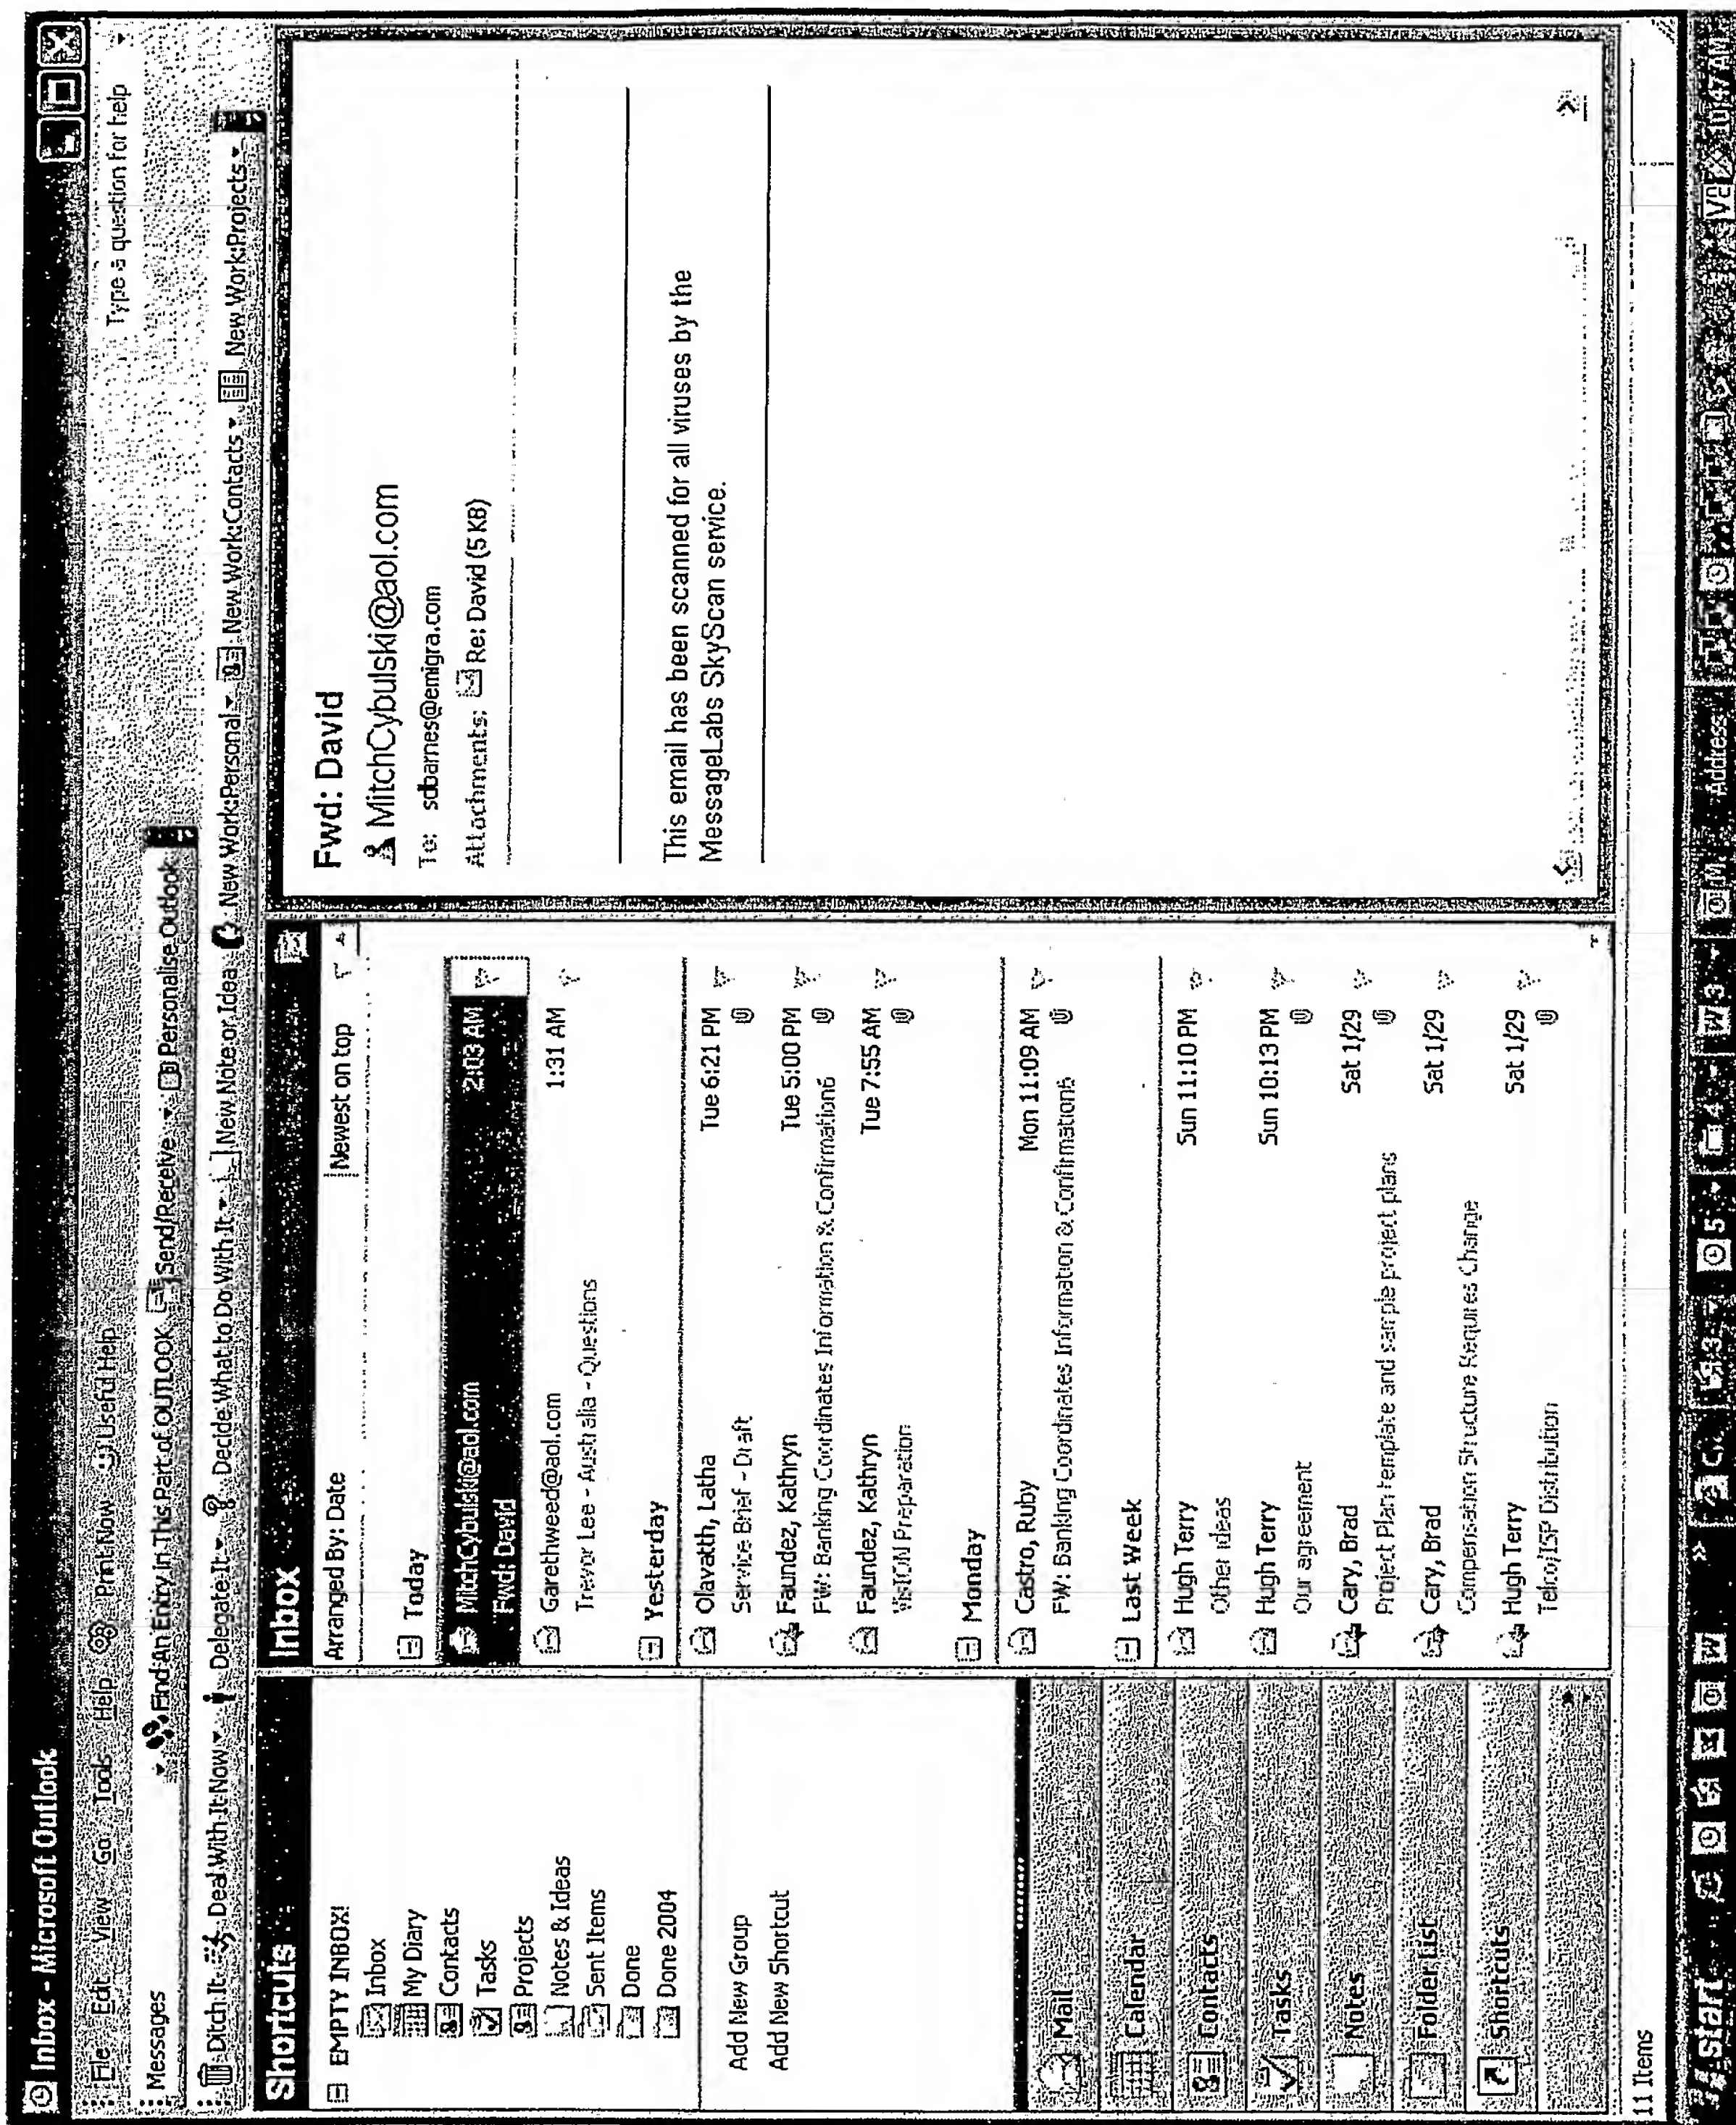 Inbox - Microsoft Outlook
File Edit View Go Tools Help Print Now Useful Help
Type a question for help
Messages Find An Entry In This Part of OUTLOOK Send/Receive Personalise Outlook
Ditch It Deal With It Now Delegate It Decide What to Do With It New Note or Idea New Work:Personal New Work:Contacts New Work:Projects
Shortcuts
EMPTY INBOX!
Inbox
My Diary
Contacts
Tasks
Projects
Notes & Ideas
Sent Items
Done
Done 2004
Add New Group
Add New Shortcut
Mail
Calendar
Contacts
Tasks
Notes
Folder List
Shortcuts
Inbox
Arranged By: Date Newest on top
Today
MitchCybulski@aol.com 2:03 AM
Fwd: David
Garethweed@aol.com 1:31 AM
Trevor Lee - Australia - Questions
Yesterday
Olavath, Latha Tue 6:21 PM
Service Brief - Draft
Faundez, Kathryn Tue 5:00 PM
FW: Banking Coordinates Information & Confirmations
Faundez, Kathryn Tue 7:55 AM
VISION Preparation
Monday
Castro, Ruby Mon 11:09 AM
FW: Banking Coordinates Information & Confirmations
Last Week
Hugh Terry Sun 11:10 PM
Other ideas
Hugh Terry Sun 10:13 PM
Our agreement
Cary, Brad Sat 1/29
Project Plan template and sample project plans
Cary, Brad Sat 1/29
Compensation Structure Requires Change
Hugh Terry Sat 1/29
Telco/ISP Distribution
Fwd: David
MitchCybulski@aol.com
To: sdbarnes@emigra.com
Attachments: Re: David (5 KB)
This email has been scanned for all viruses by the
MessageLabs SkyScan service.
11 Items
start
Address
10:47 AM